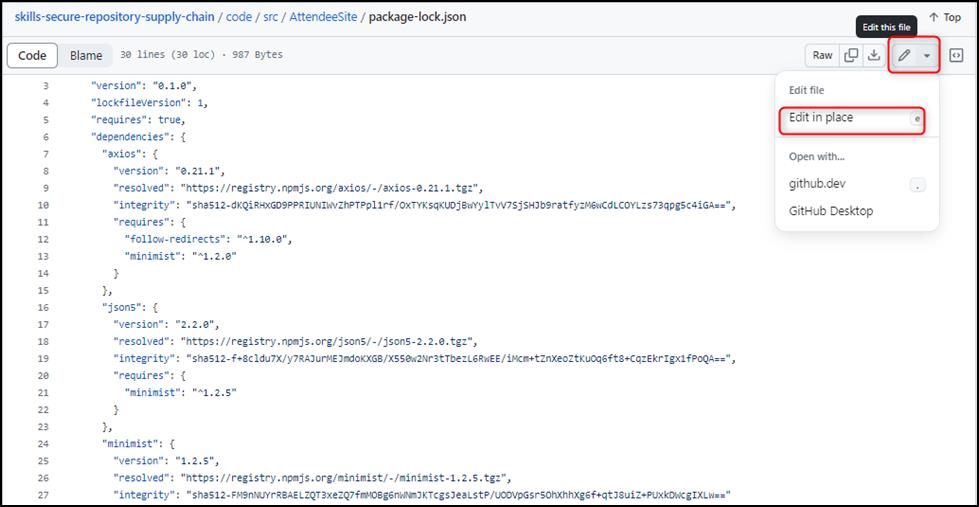 skills-secure-repository-supply-chain / code / src / AttendeeSite / package-lock.json
Edit this file
Top
Code Blame 30 lines (30 loc) · 987 Bytes
Raw
3 "version": "0.1.0",
4 "lockfileVersion": 1,
5 "requires": true,
6 "dependencies": {
7 "axios": {
8 "version": "0.21.1",
9 "resolved": "https://registry.npmjs.org/axios/-/axios-0.21.1.tgz",
10 "integrity": "sha512-dKQiRHxGD9PPRIUNIWvZhPTPpl1rf/OxTYKsqKUDjBwYylTvV7SjSHJb9ratfyzM6wCdLCOYLzs73qpg5c4iGA==",
11 "requires": {
12 "follow-redirects": "^1.10.0",
13 "minimist": "^1.2.0"
14 }
15 },
16 "json5": {
17 "version": "2.2.0",
18 "resolved": "https://registry.npmjs.org/json5/-/json5-2.2.0.tgz",
19 "integrity": "sha512-f+8cldu7X/y7RAJurMEJmdoKXGB/X550w2Nr3tTbezL6RwEE/iMcm+tZnXeoZtKuOq6ft8+CqzEkrIgx1fPoQA==",
20 "requires": {
21 "minimist": "^1.2.5"
22 }
23 },
24 "minimist": {
25 "version": "1.2.5",
26 "resolved": "https://registry.npmjs.org/minimist/-/minimist-1.2.5.tgz",
27 "integrity": "sha512-FM9nNUYrRBAELZQT3xeZQ7fmMOBg6nWNmJKTcgsJeaLstP/UODVpGsr5OhXhhXg6f+qtJ8uiZ+PUxkDWcgIXLw=="
Edit file
Edit in place e
Open with...
github.dev .
GitHub Desktop